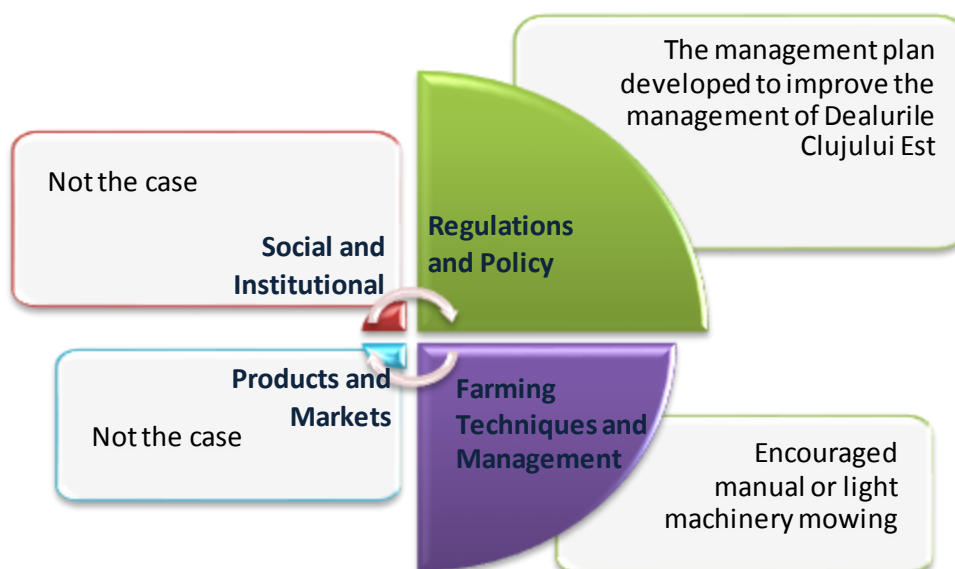 The management plan
developed to improve the
management of Dealurile
Clujului Est
Not the case
Social and
Institutional
Regulations
and Policy
Products and
Markets
Not the case
Farming
Techniques and
Management
Encouraged
manual or light
machinery mowing